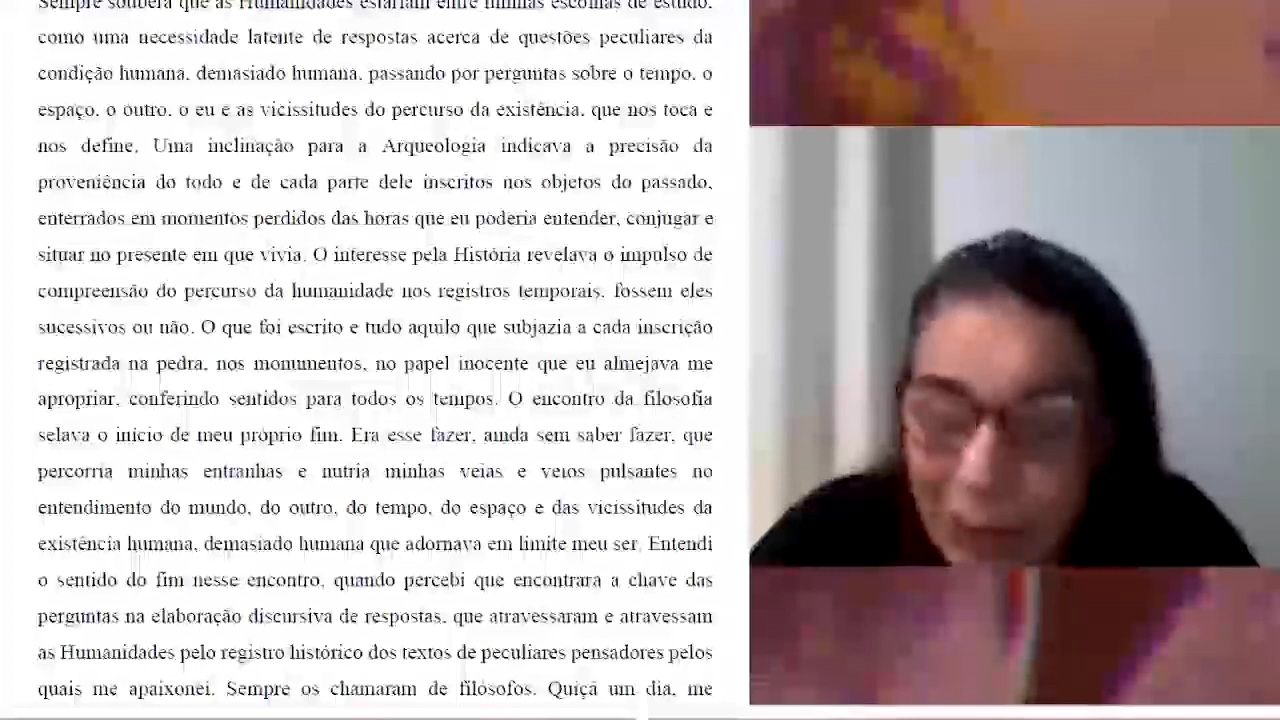 Sempre soubera que as Humanidades estariam entre minhas escolhas de estudo,
como uma necessidade latente de respostas acerca de questões peculiares da
condição humana, demasiado humana, passando por perguntas sobre o tempo, o
espaço, o outro, o eu e as vicissitudes do percurso da existência, que nos toca e
nos define. Uma inclinação para a Arqueologia indicava a precisão da
proveniência do todo e de cada parte dele inscritos nos objetos do passado,
enterrados em momentos perdidos das horas que eu poderia entender, conjugar e
situar no presente em que vivia. O interesse pela História revelava o impulso de
compreensão do percurso da humanidade nos registros temporais, fossem eles
sucessivos ou não. O que foi escrito e tudo aquilo que subjazia a cada inscrição
registrada na pedra, nos monumentos, no papel inocente que eu almejava me
apropriar, conferindo sentidos para todos os tempos. O encontro da filosofia
selava o início de meu próprio fim. Era esse fazer, ainda sem saber fazer, que
percorria minhas entranhas e nutria minhas veias e veios pulsantes no
entendimento do mundo, do outro, do tempo, do espaço e das vicissitudes da
existência humana, demasiado humana que adornava em limite meu ser. Entendi
o sentido do fim nesse encontro, quando percebi que encontrara a chave das
perguntas na elaboração discursiva de respostas, que atravessaram e atravessam
as Humanidades pelo registro histórico dos textos de peculiares pensadores pelos
quais me apaixonei. Sempre os chamaram de filósofos. Quiçá um dia, me